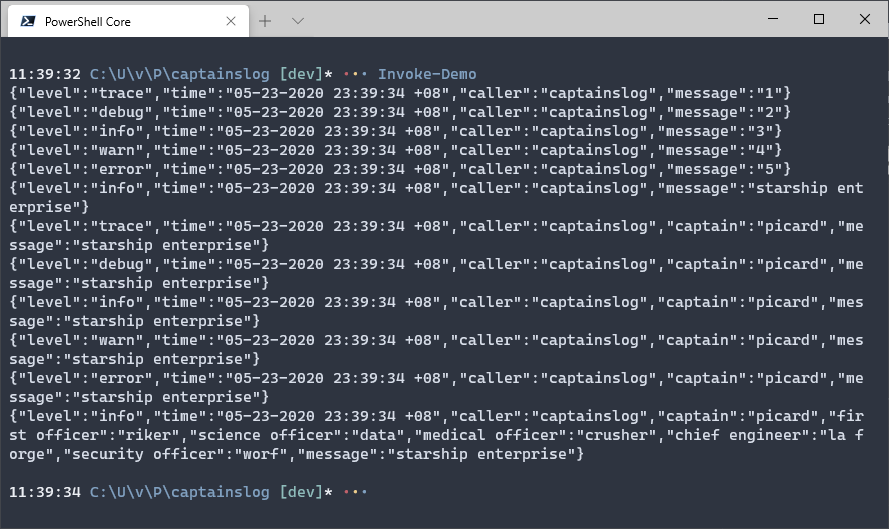 PowerShell Core
11:39:32 C:\U\v\P\captainslog [dev]* ••• Invoke-Demo
{"level":"trace","time":"05-23-2020 23:39:34 +08","caller":"captainslog","message":"1"}
{"level":"debug","time":"05-23-2020 23:39:34 +08","caller":"captainslog","message":"2"}
{"level":"info","time":"05-23-2020 23:39:34 +08","caller":"captainslog","message":"3"}
{"level":"warn","time":"05-23-2020 23:39:34 +08","caller":"captainslog","message":"4"}
{"level":"error","time":"05-23-2020 23:39:34 +08","caller":"captainslog","message":"5"}
{"level":"info","time":"05-23-2020 23:39:34 +08","caller":"captainslog","message":"starship ent
erprise"}
{"level":"trace","time":"05-23-2020 23:39:34 +08","caller":"captainslog","captain":"picard","me
ssage":"starship enterprise"}
{"level":"debug","time":"05-23-2020 23:39:34 +08","caller":"captainslog","captain":"picard","me
ssage":"starship enterprise"}
{"level":"info","time":"05-23-2020 23:39:34 +08","caller":"captainslog","captain":"picard","mes
sage":"starship enterprise"}
{"level":"warn","time":"05-23-2020 23:39:34 +08","caller":"captainslog","captain":"picard","mes
sage":"starship enterprise"}
{"level":"error","time":"05-23-2020 23:39:34 +08","caller":"captainslog","captain":"picard","me
ssage":"starship enterprise"}
{"level":"info","time":"05-23-2020 23:39:34 +08","caller":"captainslog","captain":"picard","fir
st officer":"riker","science officer":"data","medical officer":"crusher","chief engineer":"la f
orge","security officer":"worf","message":"starship enterprise"}
11:39:34 C:\U\v\P\captainslog [dev]* •••